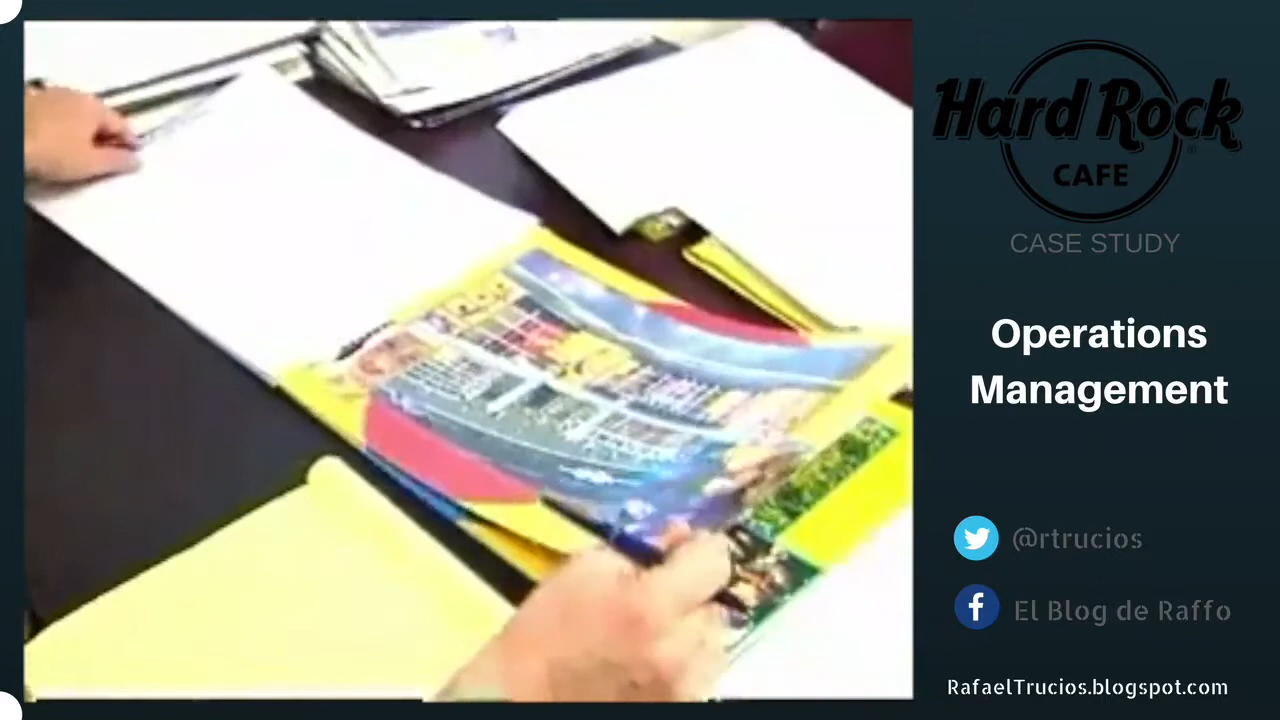 Hard Rock
CAFE
CASE STUDY
Operations
Management
@rtrucios
El Blog de Raffo
RafaelTrucios.blogspot.com